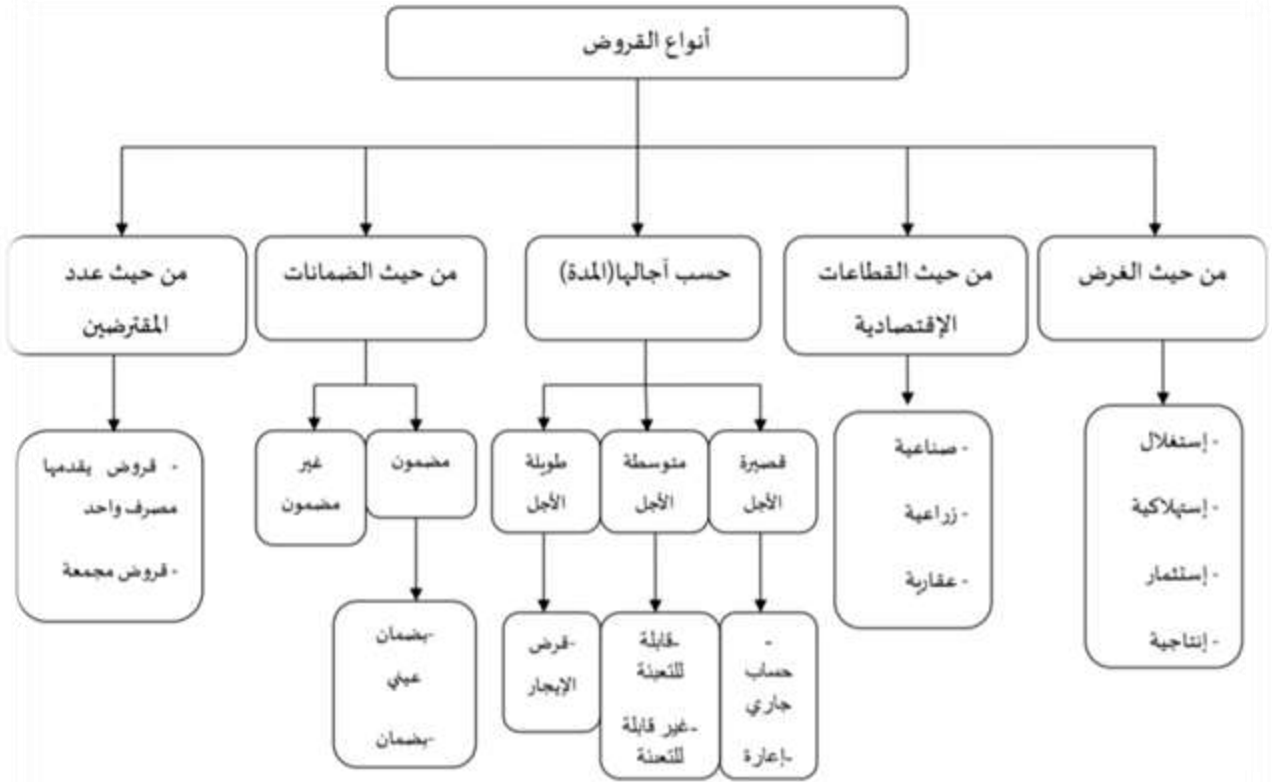 أنواع القروض
من حيث الغرض
من حيث القطاعات
الإقتصادية
حسب آجالها(المدة)
من حيث الضمانات
من حيث عدد
المقترضين
- إستغلال
- إستهلاكية
- إستثمار
- إنتاجية
- صناعية
- زراعية
- عقارية
قصيرة
الأجل
متوسطة
الأجل
طويلة
الأجل
مضمون
غير
مضمون
- قروض يقدمها
مصرف واحد
- قروض مجمعة
-
حساب
جاري
-إعارة
-قابلة
للتعبئة
-غير قابلة
للتعبئة
-قرض
الإيجار
-بضمان
عيني
-بضمان